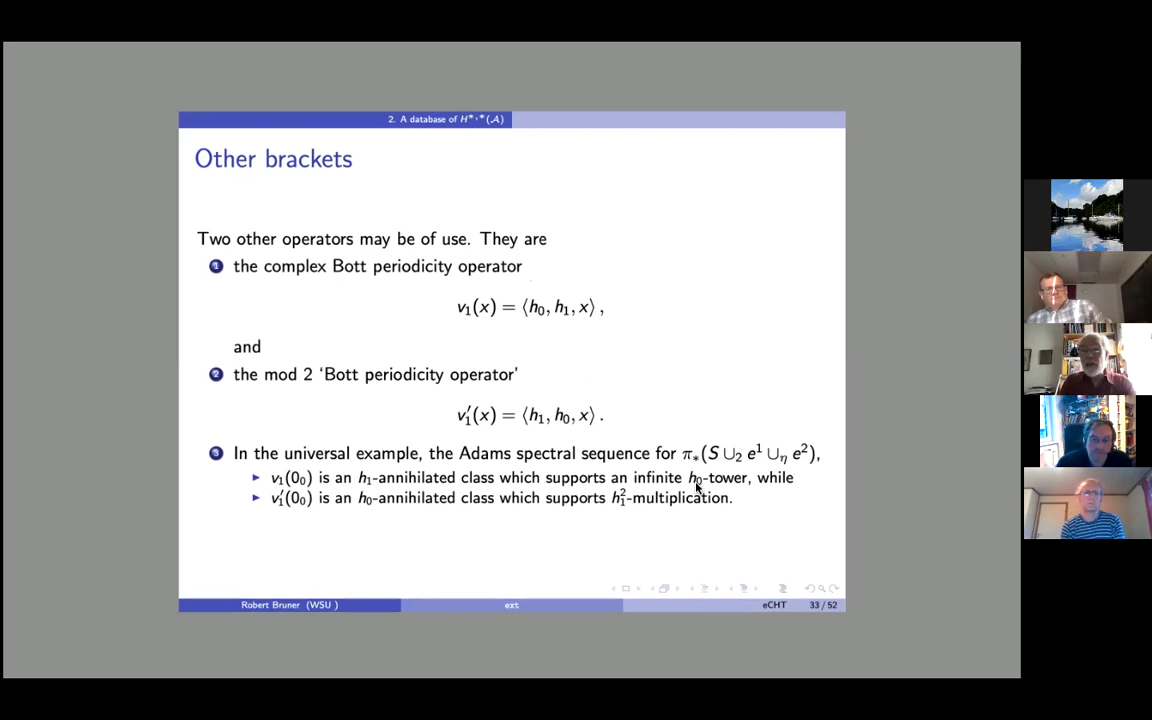 2. A database of H*,*(𝒜)
Other brackets
Two other operators may be of use. They are
1 the complex Bott periodicity operator
v₁(x) = ⟨h₀, h₁, x⟩ ,
and
2 the mod 2 ‘Bott periodicity operator’
v₁′(x) = ⟨h₁, h₀, x⟩ .
3 In the universal example, the Adams spectral sequence for π∗(S ∪₂ e¹ ∪η e²),
▶ v₁(0₀) is an h₁-annihilated class which supports an infinite h₀-tower, while
▶ v₁′(0₀) is an h₀-annihilated class which supports h₁²-multiplication.
Robert Bruner (WSU )
ext
eCHT
33 / 52